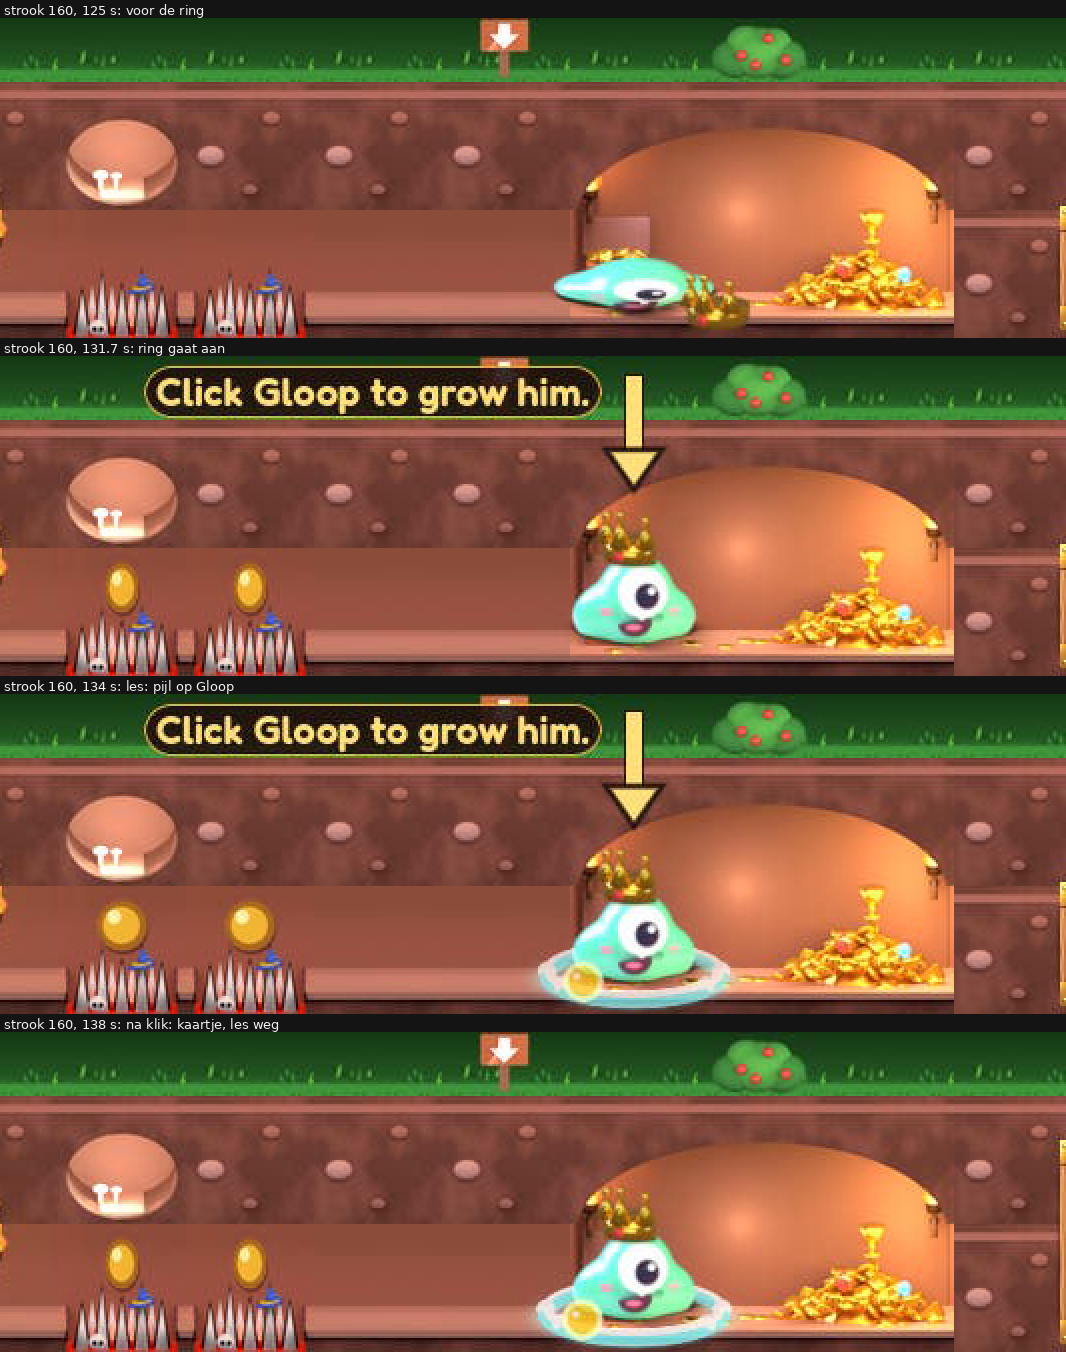 strook 160, 125 s: voor de ring
strook 160, 131.7 s: ring gaat aan
Click Gloop to grow him.
strook 160, 134 s: les: pijl op Gloop
Click Gloop to grow him.
strook 160, 138 s: na klik: kaartje, les weg